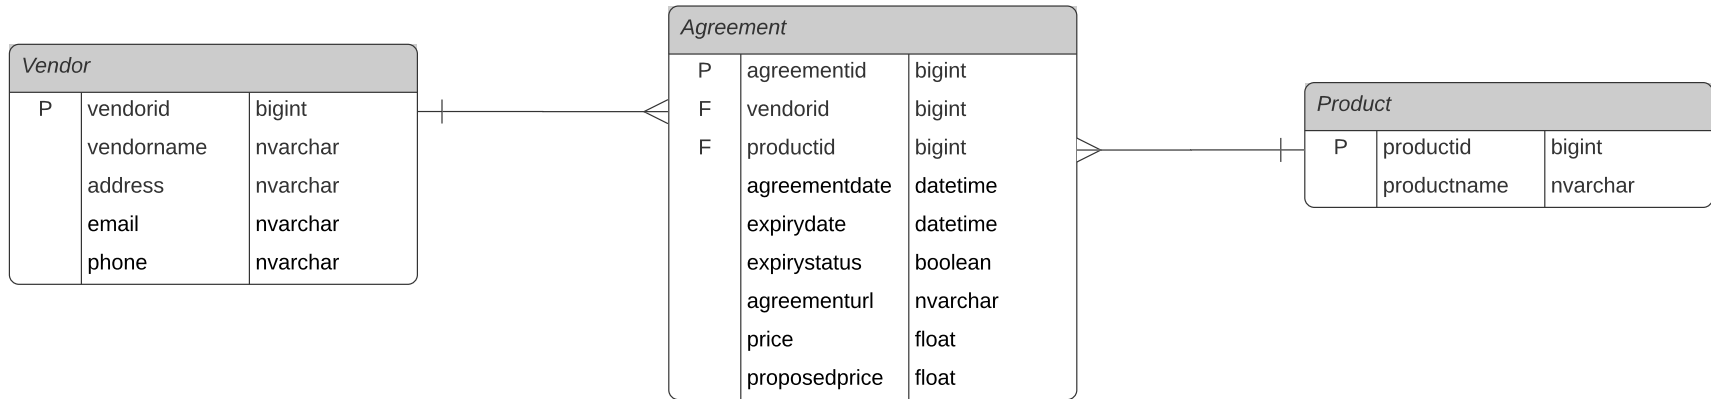 Vendor
P vendorid bigint
vendorname nvarchar
address nvarchar
email nvarchar
phone nvarchar
Agreement
P agreementid bigint
F vendorid bigint
F productid bigint
agreementdate datetime
expirydate datetime
expirystatus boolean
agreementurl nvarchar
price float
proposedprice float
Product
P productid bigint
productname nvarchar